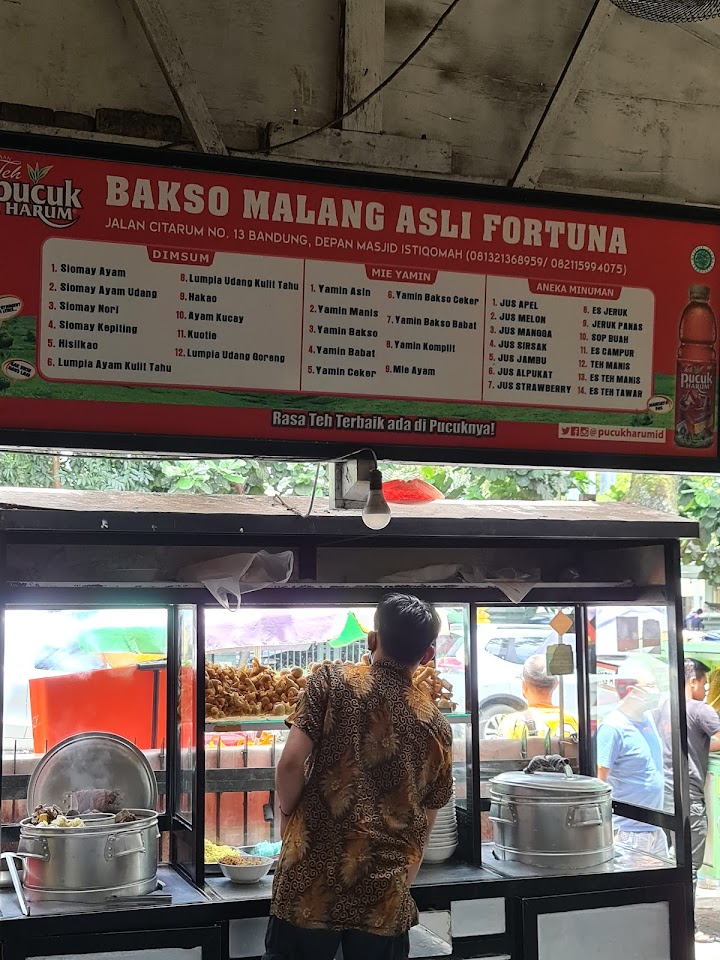 Teh
Pucuk
HARUM
BAKSO MALANG ASLI FORTUNA
JALAN CITARUM NO. 13 BANDUNG, DEPAN MASJID ISTIQOMAH (081321368959/ 082115994075)
DIMSUM
1. Siomay Ayam
2. Siomay Ayam Udang
3. Siomay Nori
4. Siomay Kepiting
5. Hisilkao
6. Lumpia Ayam Kulit Tahu
8. Lumpia Udang Kulit Tahu
9. Hakao
10. Ayam Kucay
11. Kuotie
12. Lumpia Udang Goreng
MIE YAMIN
1. Yamin Asin
2. Yamin Manis
3. Yamin Bakso
4. Yamin Babat
5. Yamin Ceker
6. Yamin Bakso Ceker
7. Yamin Bakso Babat
8. Yamin Komplit
9. Mie Ayam
ANEKA MINUMAN
1. JUS APEL
2. JUS MELON
3. JUS MANGGA
4. JUS SIRSAK
5. JUS JAMBU
6. JUS ALPUKAT
7. JUS STRAWBERRY
8. ES JERUK
9. JERUK PANAS
10. SOP BUAH
11. ES CAMPUR
12. TEH MANIS
13. ES TEH MANIS
14. ES TEH TAWAR
Pucuk
HARUM
Rasa Teh Terbaik ada di Pucuknya!
@pucukharumid